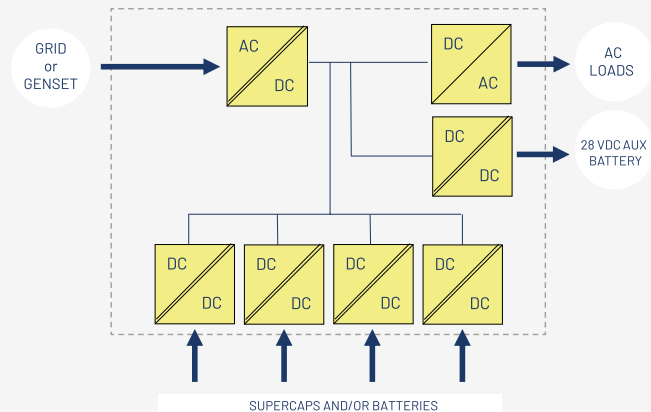 GRID
or
GENSET
AC
DC
DC
AC
AC
LOADS
DC
DC
28 VDC AUX
BATTERY
DC
DC
DC
DC
DC
DC
DC
DC
SUPERCAPS AND/OR BATTERIES